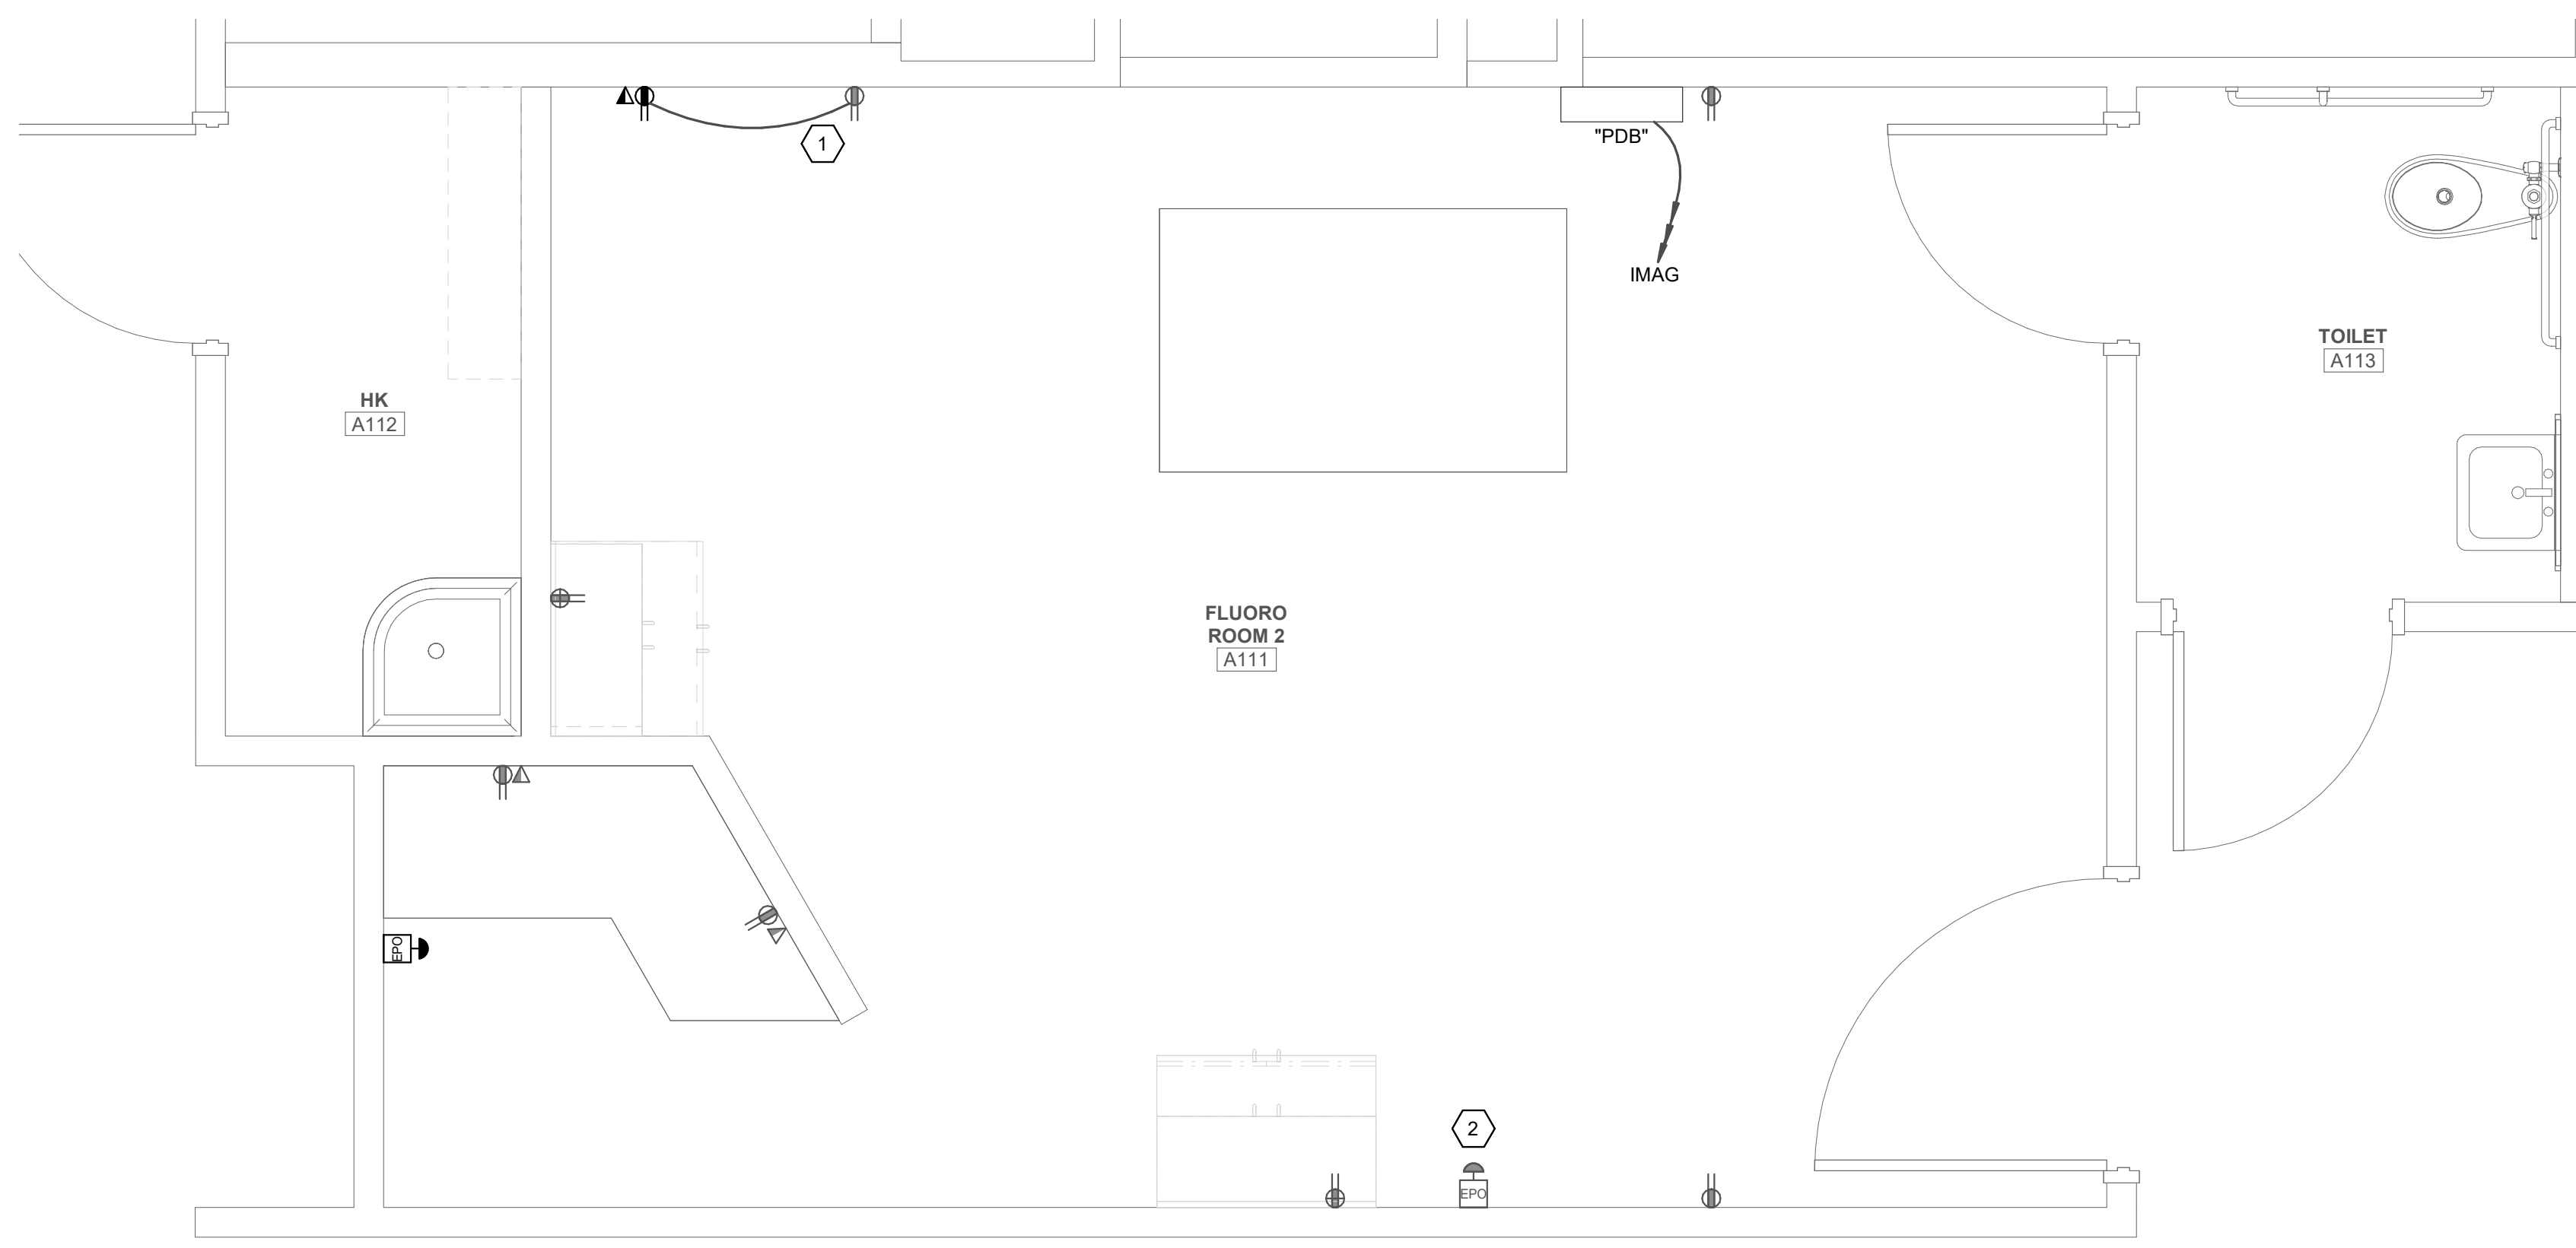 1
"PDB"
IMAG
TOILET
A113
HK
A112
FLUORO
ROOM 2
A111
EPO
2
EPO